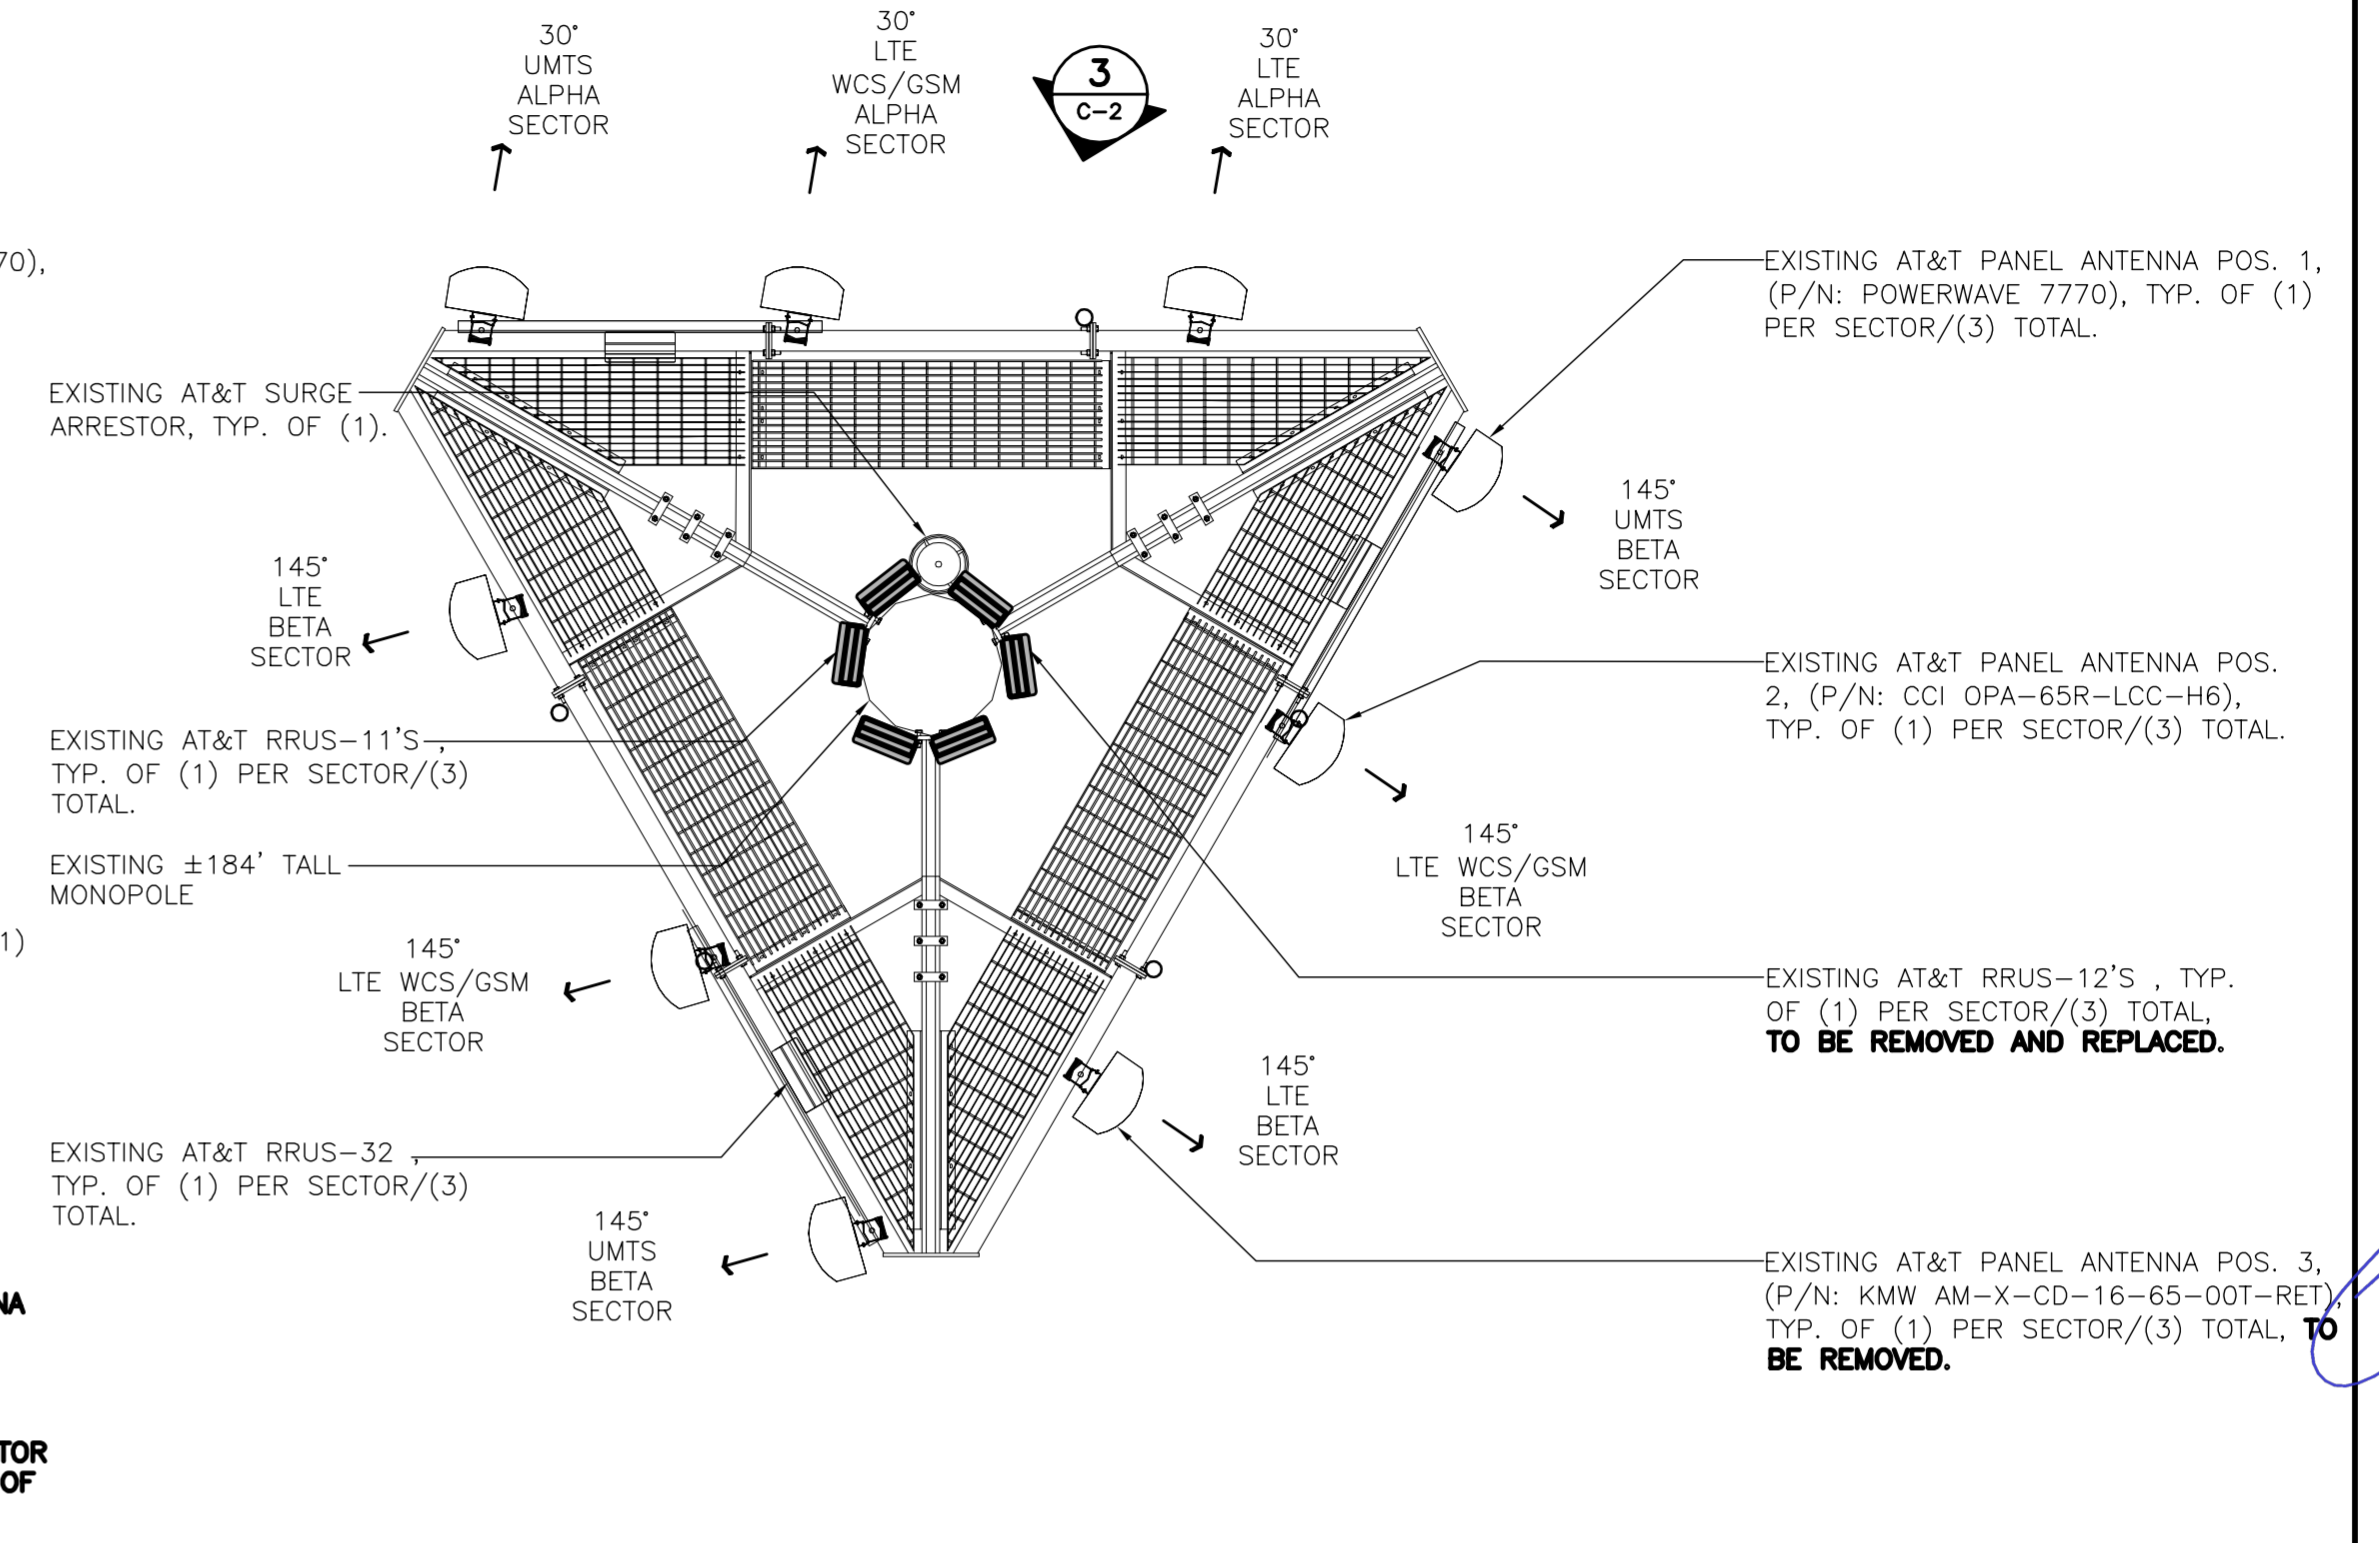 30°
UMTS
ALPHA
SECTOR
30°
LTE
WCS/GSM
ALPHA
SECTOR
3
C-2
30°
LTE
ALPHA
SECTOR
70),
EXISTING AT&T SURGE
ARRESTOR, TYP. OF (1).
145°
LTE
BETA
SECTOR
EXISTING AT&T RRUS-11'S ,
TYP. OF (1) PER SECTOR/(3)
TOTAL.
EXISTING ±184' TALL
MONOPOLE
1)
145°
LTE WCS/GSM
BETA
SECTOR
EXISTING AT&T RRUS-32 ,
TYP. OF (1) PER SECTOR/(3)
TOTAL.
145°
UMTS
BETA
SECTOR
NA
TOR
OF
EXISTING AT&T PANEL ANTENNA POS. 1,
(P/N: POWERWAVE 7770), TYP. OF (1)
PER SECTOR/(3) TOTAL.
145°
UMTS
BETA
SECTOR
EXISTING AT&T PANEL ANTENNA POS.
2, (P/N: CCI OPA-65R-LCC-H6),
TYP. OF (1) PER SECTOR/(3) TOTAL.
145°
LTE WCS/GSM
BETA
SECTOR
EXISTING AT&T RRUS-12'S , TYP.
OF (1) PER SECTOR/(3) TOTAL,
TO BE REMOVED AND REPLACED.
145°
LTE
BETA
SECTOR
EXISTING AT&T PANEL ANTENNA POS. 3,
(P/N: KMW AM-X-CD-16-65-00T-RET),
TYP. OF (1) PER SECTOR/(3) TOTAL, TO
BE REMOVED.